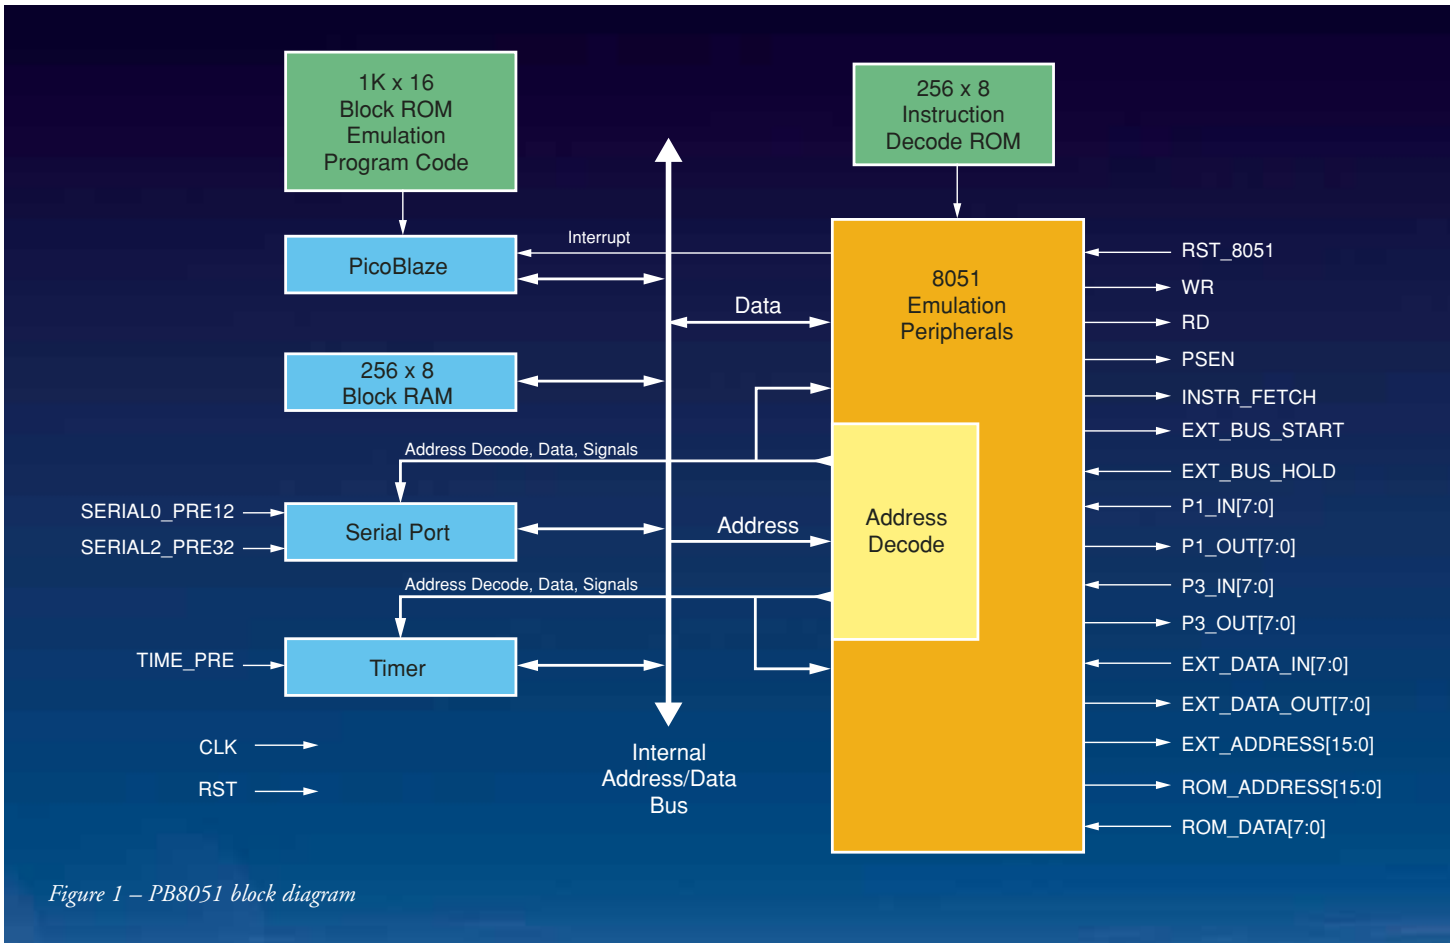 1K x 16
Block ROM
Emulation
Program Code
256 x 8
Instruction
Decode ROM
PicoBlaze
Interrupt
8051
Emulation
Peripherals
Data
256 x 8
Block RAM
Address Decode, Data, Signals
SERIAL0_PRE12
SERIAL2_PRE32
Serial Port
Address
Address
Decode
Address Decode, Data, Signals
TIME_PRE
Timer
CLK
RST
Internal
Address/Data
Bus
RST_8051
WR
RD
PSEN
INSTR_FETCH
EXT_BUS_START
EXT_BUS_HOLD
P1_IN[7:0]
P1_OUT[7:0]
P3_IN[7:0]
P3_OUT[7:0]
EXT_DATA_IN[7:0]
EXT_DATA_OUT[7:0]
EXT_ADDRESS[15:0]
ROM_ADDRESS[15:0]
ROM_DATA[7:0]
Figure 1 – PB8051 block diagram